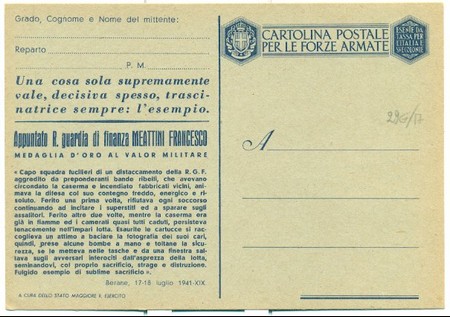 Grado, Cognome e Nome del mittente:
Reparto
P. M.
Una cosa sola supremamente
vale, decisiva spesso, trasci-
natrice sempre: l'esempio.
Appuntato R. guardia di finanza MEATTINI FRANCESCO
MEDAGLIA D'ORO AL VALOR MILITARE
« Capo squadra fucilieri di un distaccamento della R. G. F.
aggredito da preponderanti bande ribelli, che avevano
circondato la caserma e incendiato fabbricati vicini, ani-
mava la difesa col suo contegno freddo, energico e ri-
soluto. Ferito una prima volta, rifiutava ogni soccorso
continuando ad incitare i superstiti ed a sparare sugli
assalitori. Ferito altre due volte, mentre la caserma era
già in fiamme ed i camerati quasi tutti caduti, persisteva
tenacemente nell'impari lotta. Esaurite le cartucce si rac-
coglieva un attimo a baciare la fotografia dei suoi cari,
quindi, prese alcune bombe a mano e toltane la sicu-
rezza, se le metteva nelle tasche e da una finestra sal-
tava sugli avversari inferociti dall'asprezza della lotta,
seminandovi, col proprio sacrificio, strage e distruzione.
Fulgido esempio di sublime sacrificio ».
Berane, 17-18 luglio 1941-XIX.
A CURA DELLO STATO MAGGIORE R. ESERCITO
CARTOLINA POSTALE
PER LE FORZE ARMATE
ESENTE DA
TASSA PER
L'ITALIA E
A